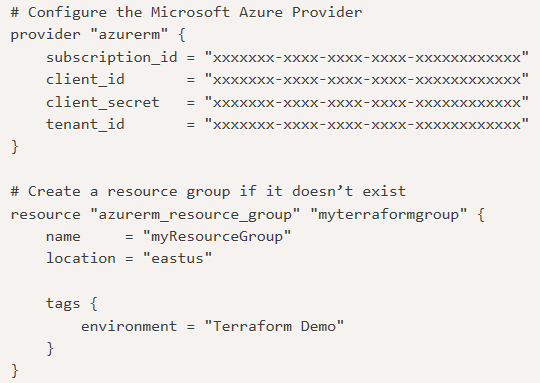 # Configure the Microsoft Azure Provider
provider "azurerm" {
    subscription_id = "xxxxxxx-xxxx-xxxx-xxxx-xxxxxxxxxxxx"
    client_id       = "xxxxxxx-xxxx-xxxx-xxxx-xxxxxxxxxxxx"
    client_secret   = "xxxxxxx-xxxx-xxxx-xxxx-xxxxxxxxxxxx"
    tenant_id       = "xxxxxxx-xxxx-xxxx-xxxx-xxxxxxxxxxxx"
}

# Create a resource group if it doesn’t exist
resource "azurerm_resource_group" "myterraformgroup" {
    name     = "myResourceGroup"
    location = "eastus"

    tags {
        environment = "Terraform Demo"
    }
}